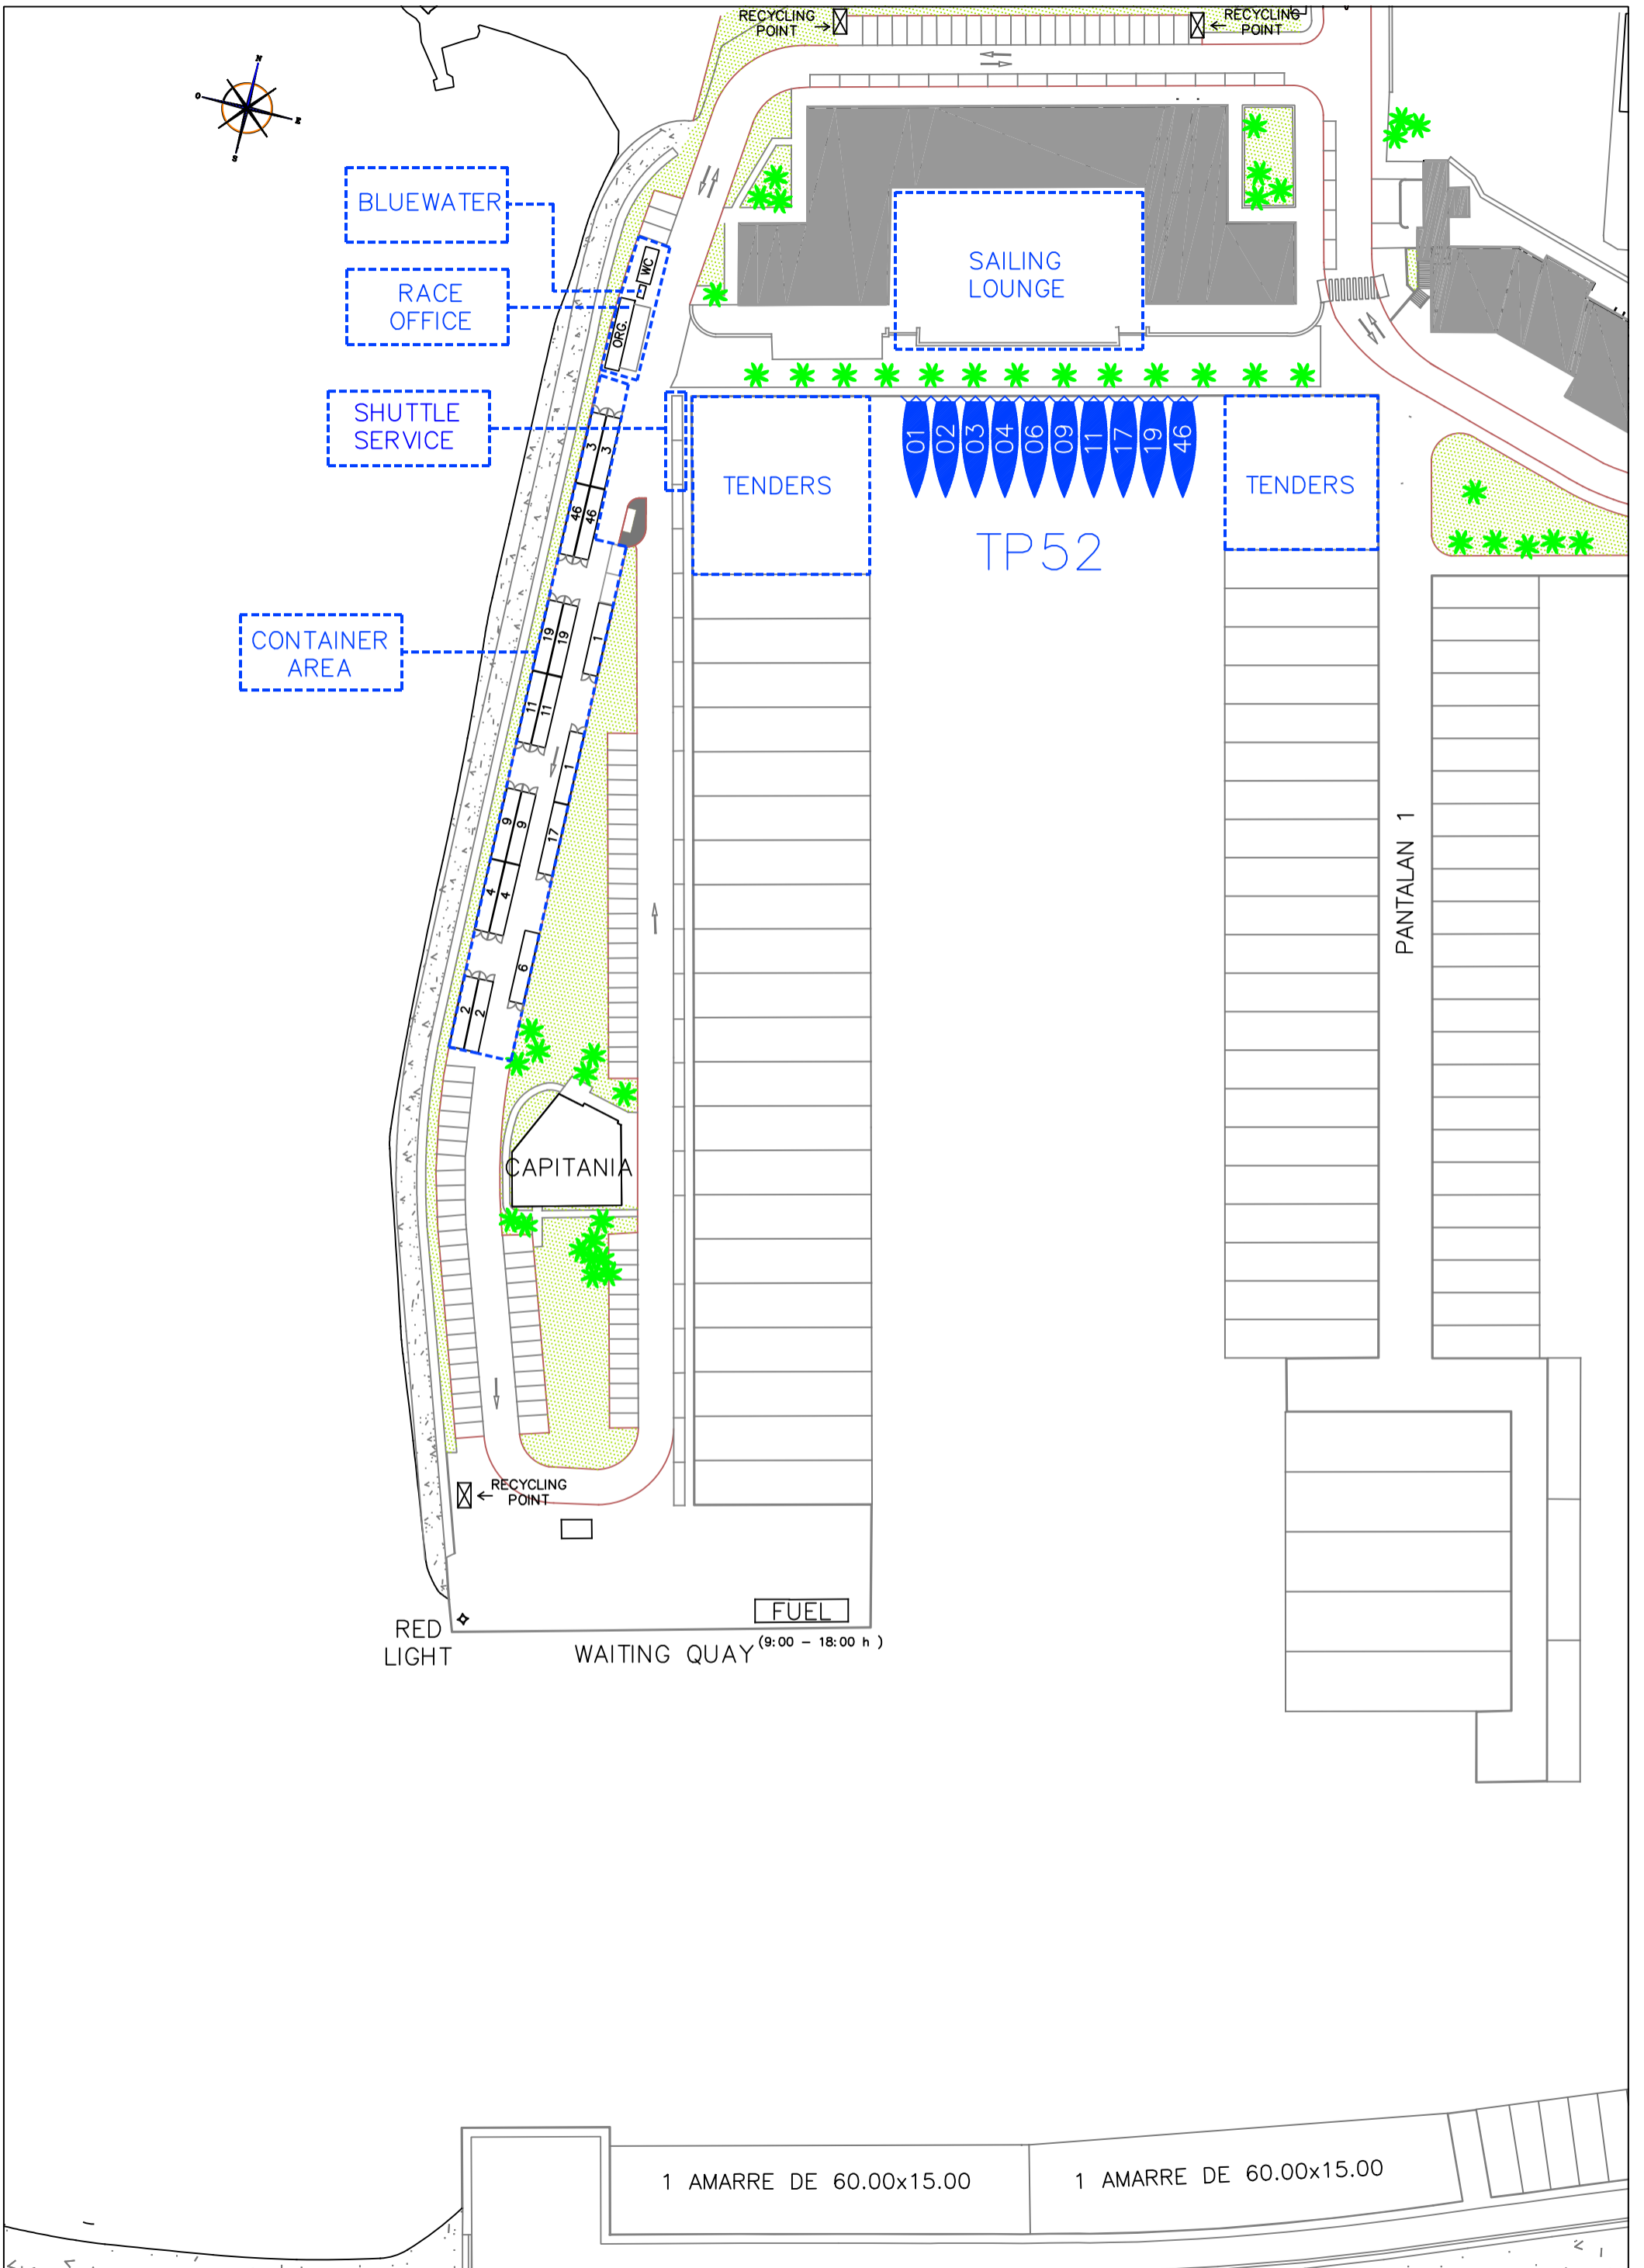 RECYCLING
POINT
RECYCLING
POINT
N
O
E
S
BLUEWATER
RACE
OFFICE
SHUTTLE
SERVICE
CONTAINER
AREA
WC
ORG.
SAILING
LOUNGE
TENDERS
01
02
03
04
06
09
11
17
19
46
TENDERS
TP52
3
3
46
46
19
19
1
11
11
1
17
9
9
4
4
6
2
2
PANTALAN 1
CAPITANIA
RECYCLING
POINT
RED
LIGHT
FUEL
WAITING QUAY (9:00 - 18:00 h )
1 AMARRE DE 60.00x15.00
1 AMARRE DE 60.00x15.00